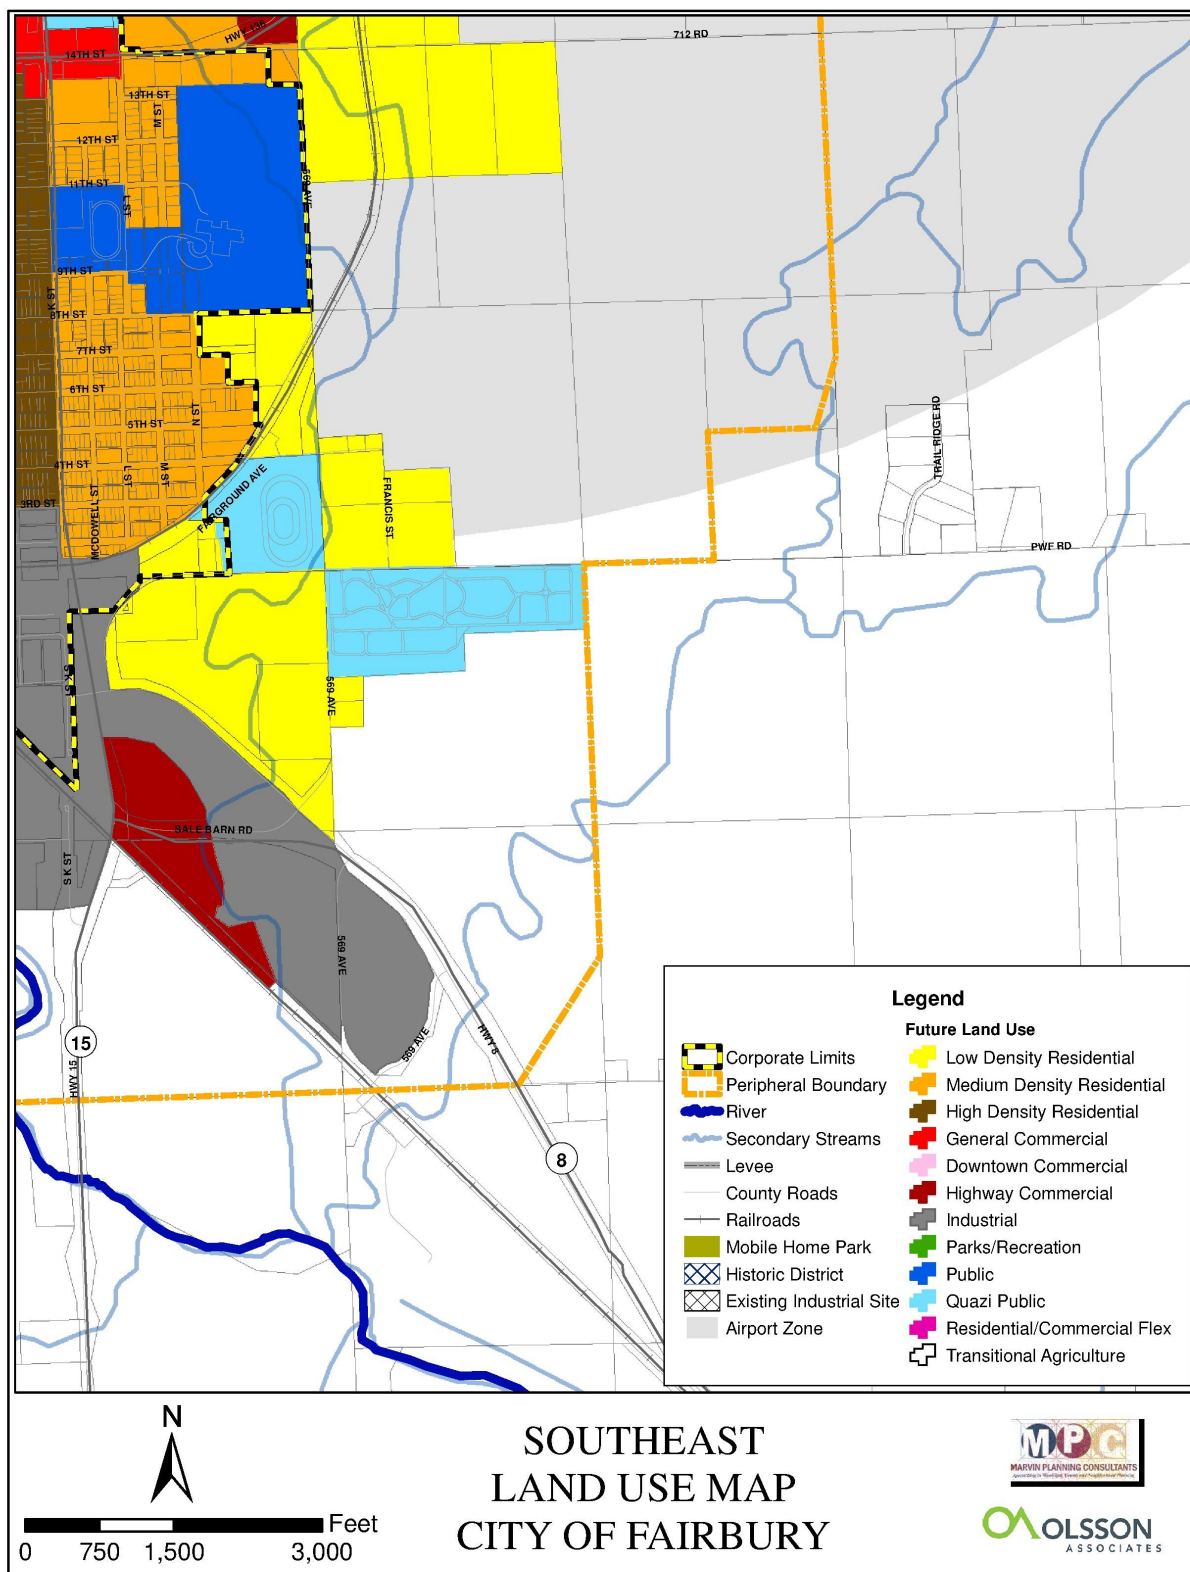 HWY 136
712 RD
14TH ST
13TH ST
M ST
12TH ST
11TH ST
L ST
569 AVE
9TH ST
K ST
8TH ST
7TH ST
6TH ST
N ST
5TH ST
4TH ST
L ST
M ST
3RD ST
MCDOWELL ST
FAIRGROUND AVE
FRANCIS ST
TRAIL RIDGE RD
PWF RD
S K ST
569 AVE
SALE BARN RD
S K ST
569 AVE
HWY 8
569 AVE
15
HWY 15
8
Legend
Corporate Limits
Peripheral Boundary
River
Secondary Streams
Levee
County Roads
Railroads
Mobile Home Park
Historic District
Existing Industrial Site
Airport Zone
Future Land Use
Low Density Residential
Medium Density Residential
High Density Residential
General Commercial
Downtown Commercial
Highway Commercial
Industrial
Parks/Recreation
Public
Quazi Public
Residential/Commercial Flex
Transitional Agriculture
N
Feet
0 750 1,500 3,000
SOUTHEAST
LAND USE MAP
CITY OF FAIRBURY
MPC
MARVIN PLANNING CONSULTANTS
OLSSON
ASSOCIATES